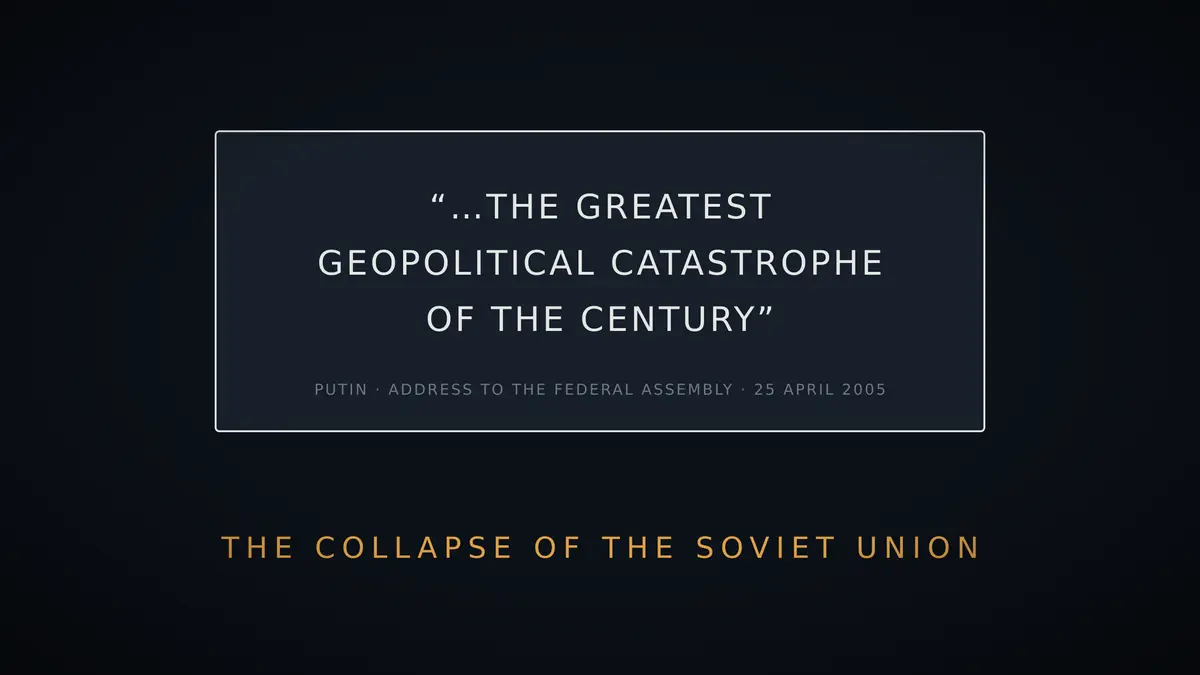 “…THE GREATEST
GEOPOLITICAL CATASTROPHE
OF THE CENTURY”
PUTIN · ADDRESS TO THE FEDERAL ASSEMBLY · 25 APRIL 2005
THE COLLAPSE OF THE SOVIET UNION